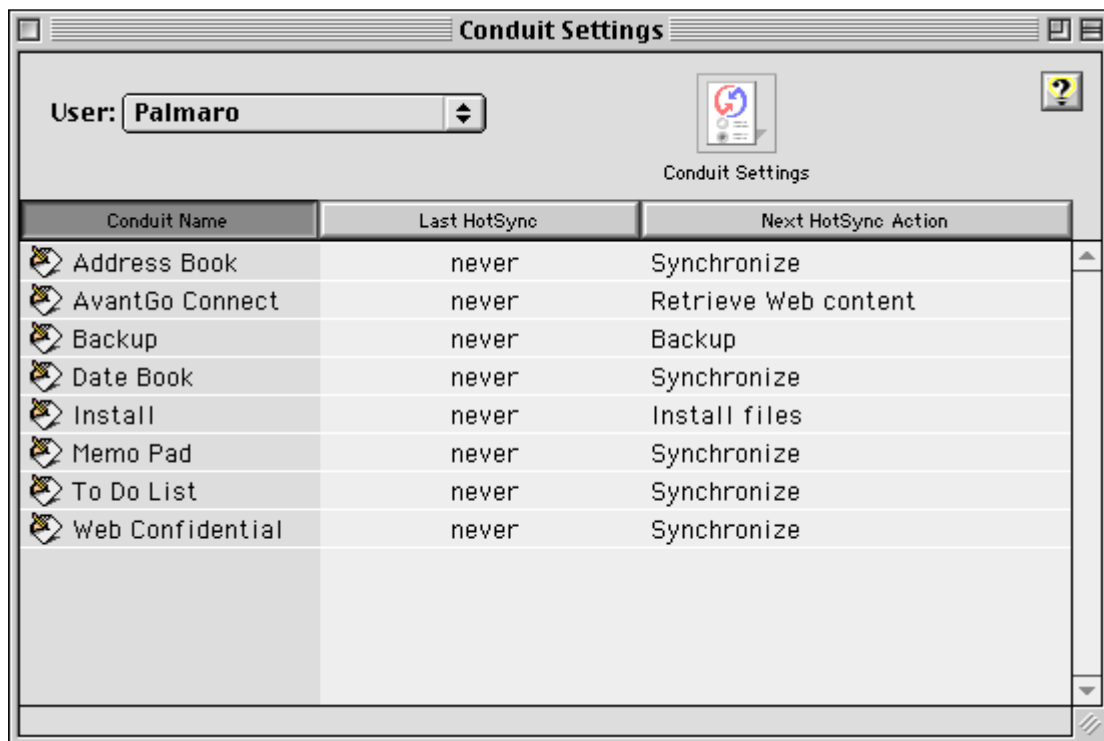 Conduit Settings
User: Palmaro
Conduit Settings
Conduit Name Last HotSync Next HotSync Action
Address Book never Synchronize
AvantGo Connect never Retrieve Web content
Backup never Backup
Date Book never Synchronize
Install never Install files
Memo Pad never Synchronize
To Do List never Synchronize
Web Confidential never Synchronize